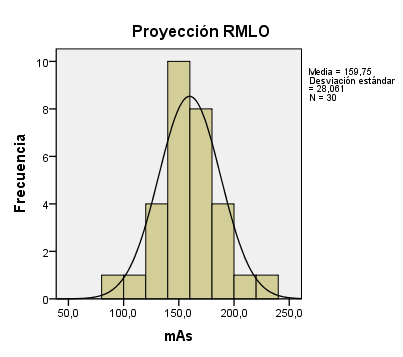 Proyección RMLO
Media = 159,75
Desviación estándar
= 28,061
N = 30
Frecuencia
10
8
6
4
2
0
50,0 100,0 150,0 200,0 250,0
mAs